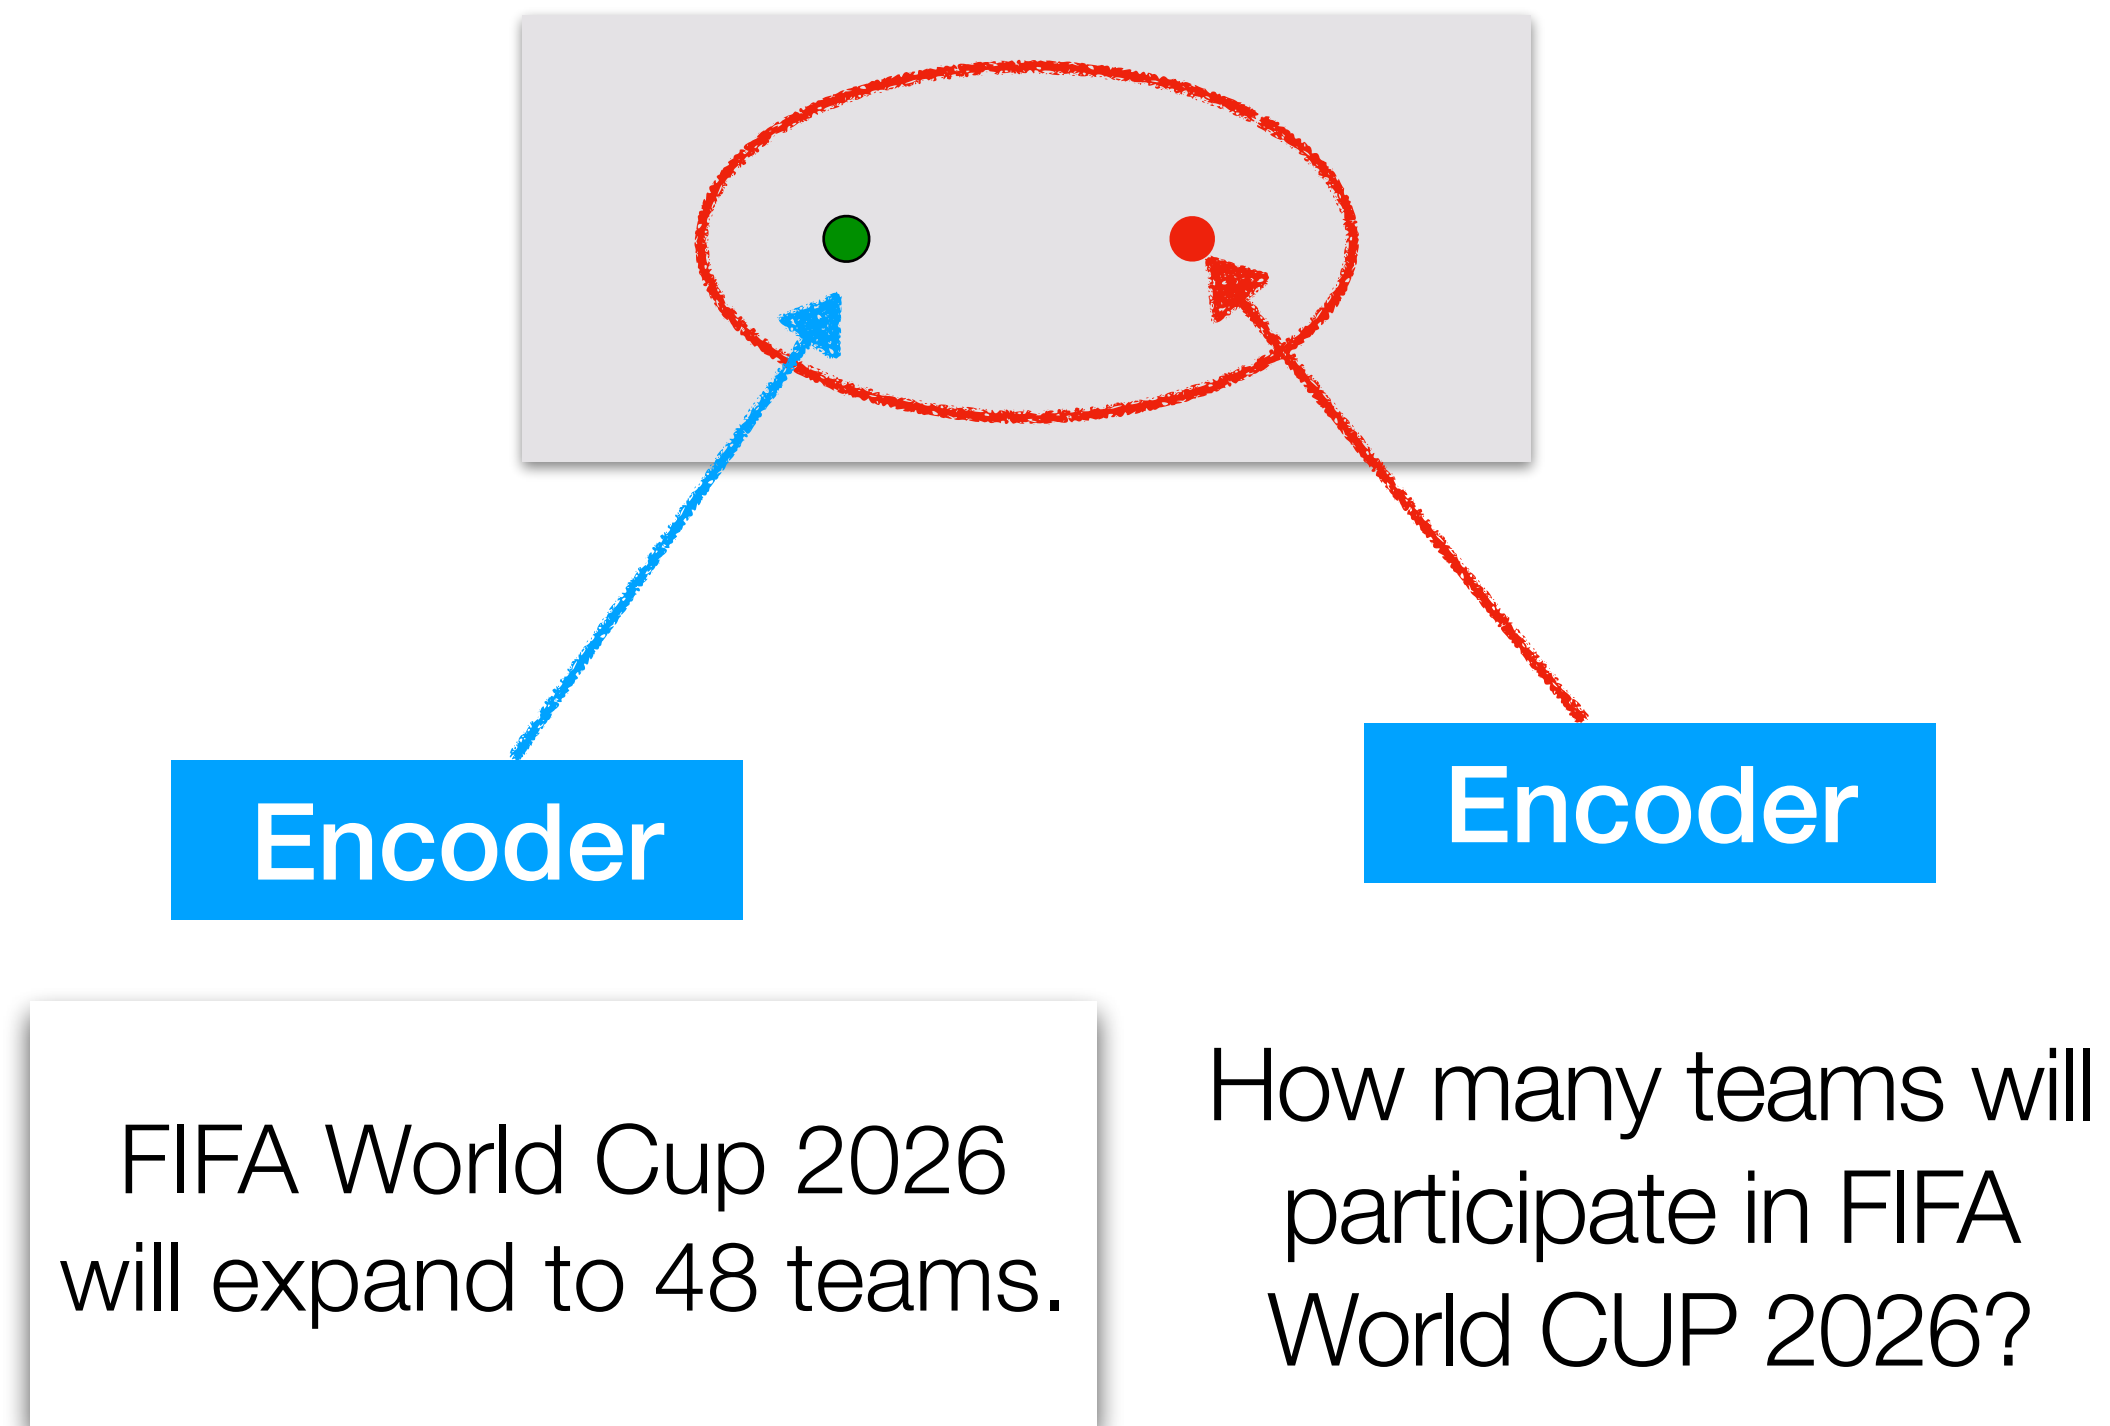 Encoder
Encoder
FIFA World Cup 2026
will expand to 48 teams.
How many teams will
participate in FIFA
World CUP 2026?